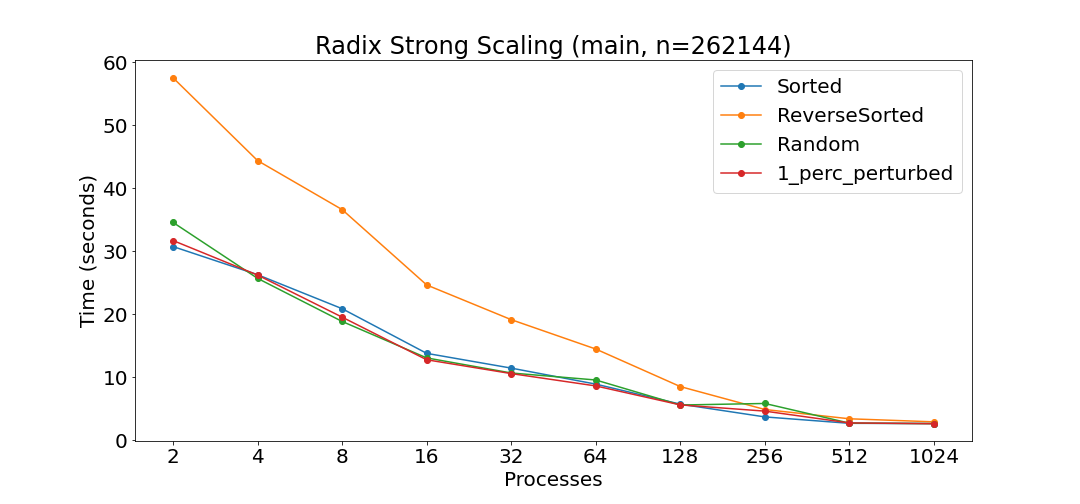 Radix Strong Scaling (main, n=262144)
60
50
40
30
20
10
0
Time (seconds)
Sorted
ReverseSorted
Random
1_perc_perturbed
2 4 8 16 32 64 128 256 512 1024
Processes